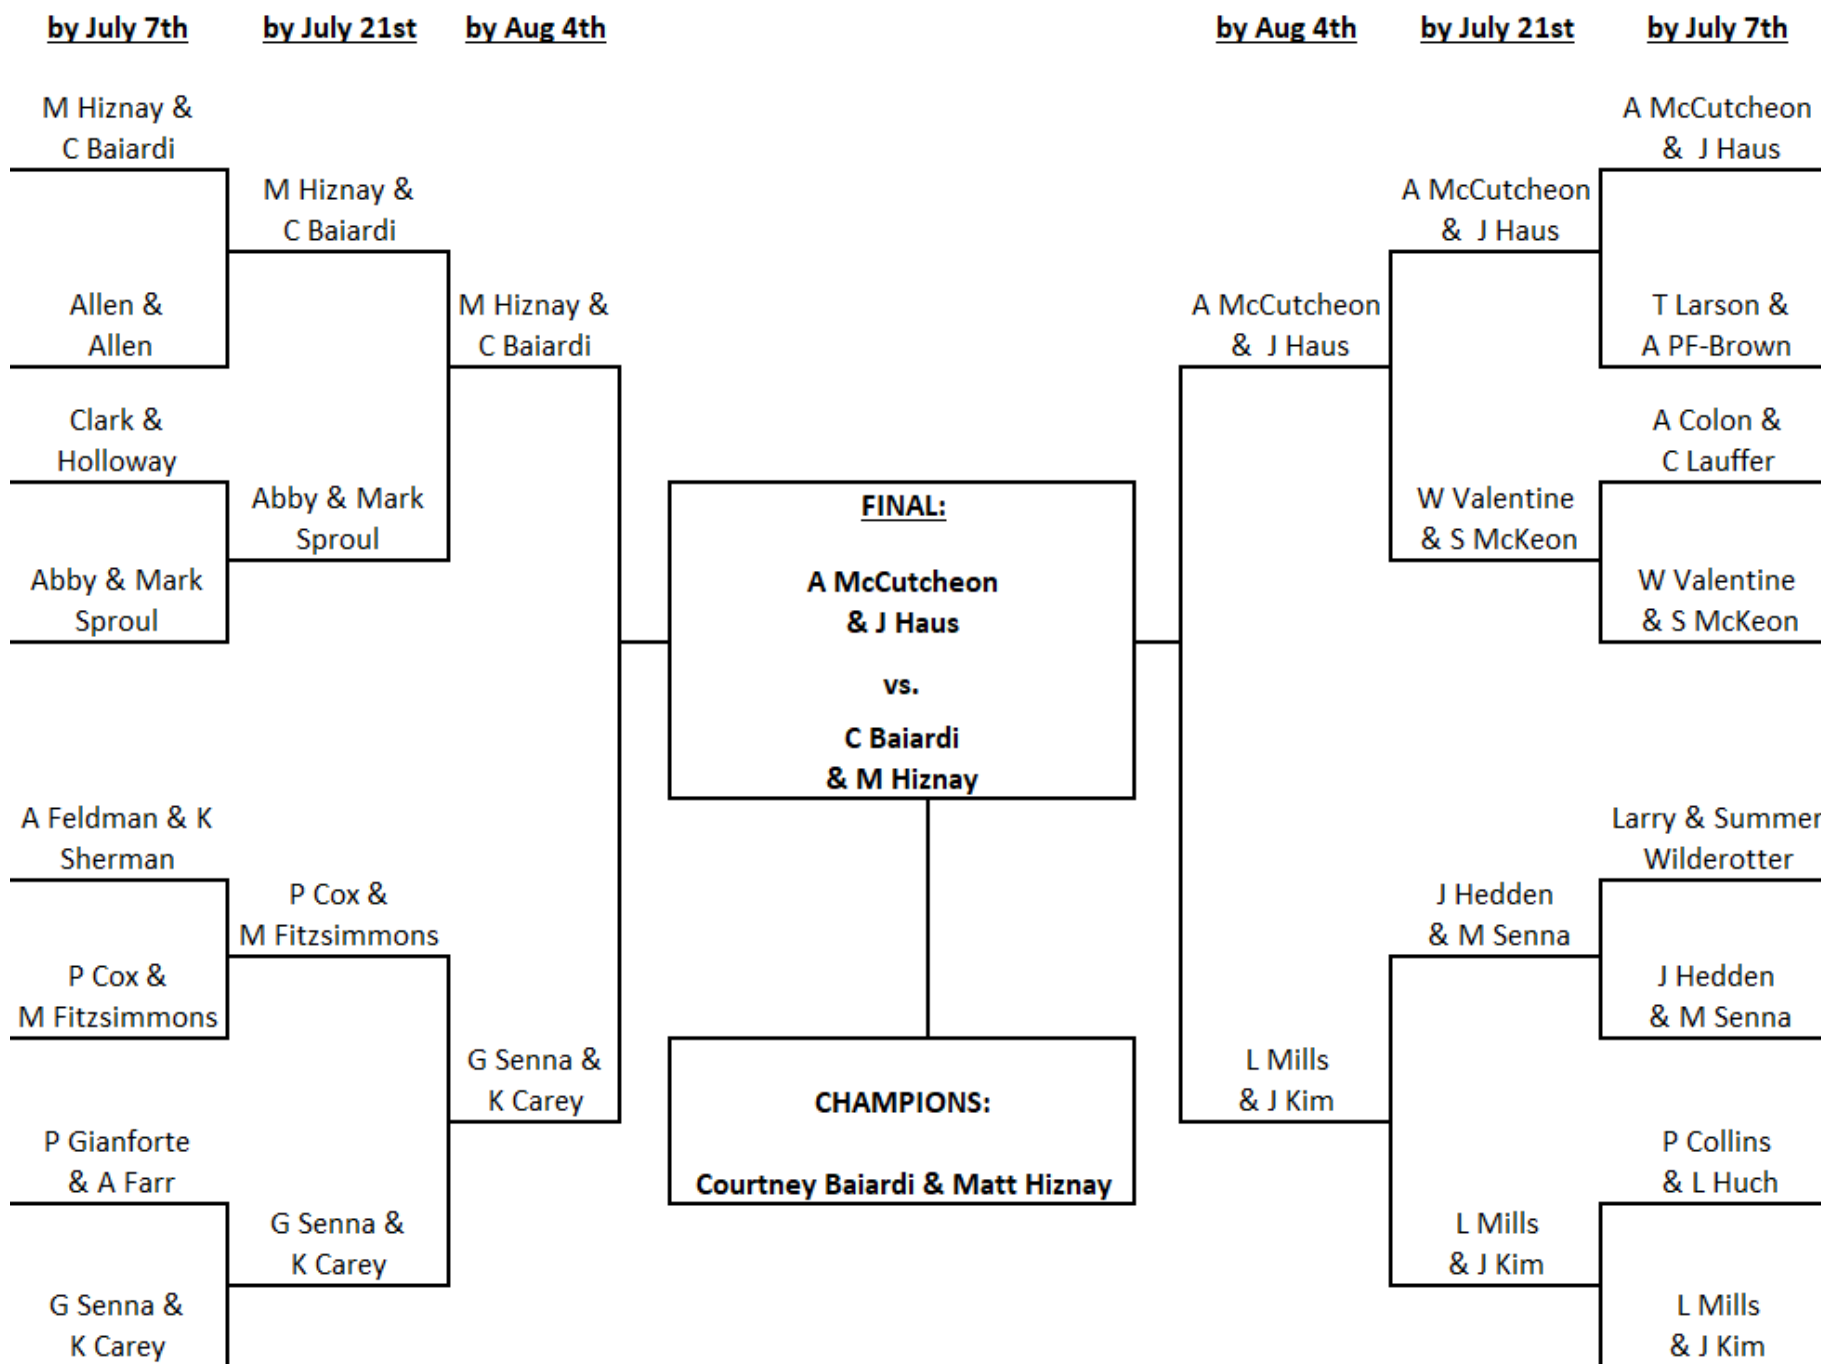 by July 7th
by July 21st
by Aug 4th
by Aug 4th
by July 21st
by July 7th
M Hiznay &
C Baiardi
Allen &
Allen
Clark &
Holloway
Abby & Mark
Sproul
A Feldman & K
Sherman
P Cox &
M Fitzsimmons
P Gianforte
& A Farr
G Senna &
K Carey
M Hiznay &
C Baiardi
Abby & Mark
Sproul
P Cox &
M Fitzsimmons
G Senna &
K Carey
M Hiznay &
C Baiardi
G Senna &
K Carey
FINAL:
A McCutcheon
& J Haus
vs.
C Baiardi
& M Hiznay
CHAMPIONS:
Courtney Baiardi & Matt Hiznay
A McCutcheon
& J Haus
L Mills
& J Kim
A McCutcheon
& J Haus
W Valentine
& S McKeon
J Hedden
& M Senna
L Mills
& J Kim
A McCutcheon
& J Haus
T Larson &
A PF-Brown
A Colon &
C Lauffer
W Valentine
& S McKeon
Larry & Summer
Wilderotter
J Hedden
& M Senna
P Collins
& L Huch
L Mills
& J Kim